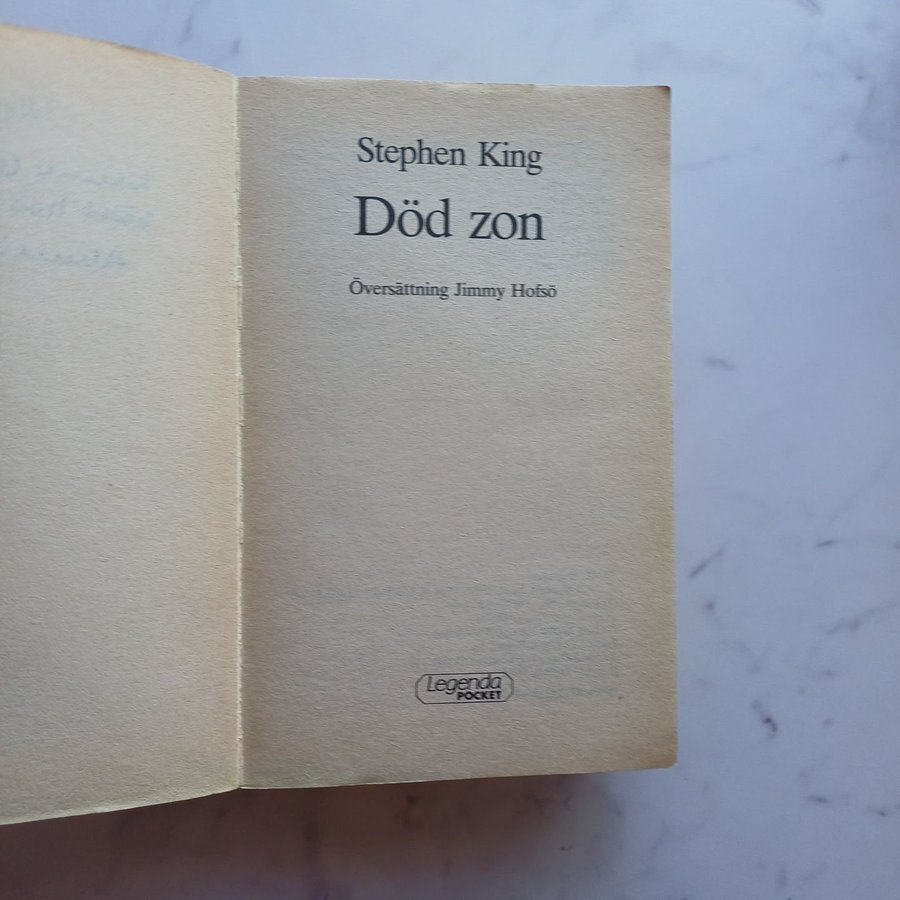 Stephen King
Död zon
Översättning Jimmy Hofsö
Legenda
POCKET